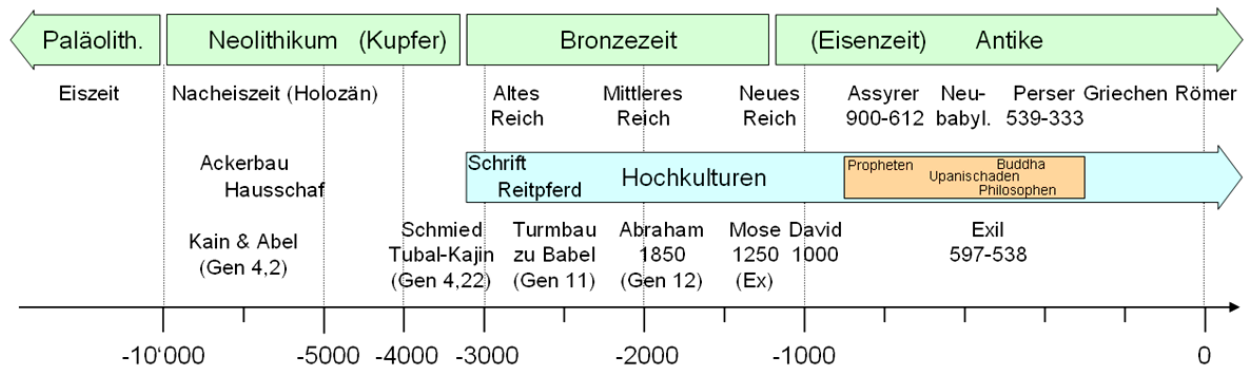 Paläolith. Neolithikum (Kupfer) Bronzezeit (Eisenzeit) Antike
Eiszeit Nacheiszeit (Holozän) Altes Mittleres Neues Assyrer Neu- Perser Griechen Römer
Reich Reich Reich 900-612 babyl. 539-333
Ackerbau Schrift Hochkulturen Propheten Buddha
Hausschaf Reitpferd Upanischaden
Philosophen
Kain & Abel Schmied Turmbau Abraham Mose David Exil
(Gen 4,2) Tubal-Kajin zu Babel 1850 1250 1000 597-538
(Gen 4,22) (Gen 11) (Gen 12) (Ex)
-10‘000 -5000 -4000 -3000 -2000 -1000 0